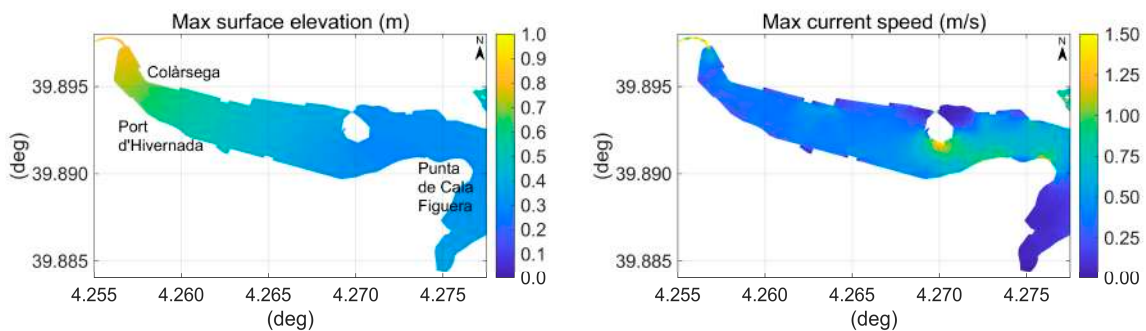 Max surface elevation (m)
N
1.0
0.9
0.8
0.7
0.6
0.5
0.4
0.3
0.2
0.1
0.0
39.895
39.890
39.885
(deg)
Colàrsega
Port
d'Hivernada
Punta
de Cala
Figuera
4.255
4.260
4.265
4.270
4.275
(deg)
Max current speed (m/s)
N
1.50
1.25
1.00
0.75
0.50
0.25
0.00
39.895
39.890
39.885
(deg)
4.255
4.260
4.265
4.270
4.275
(deg)